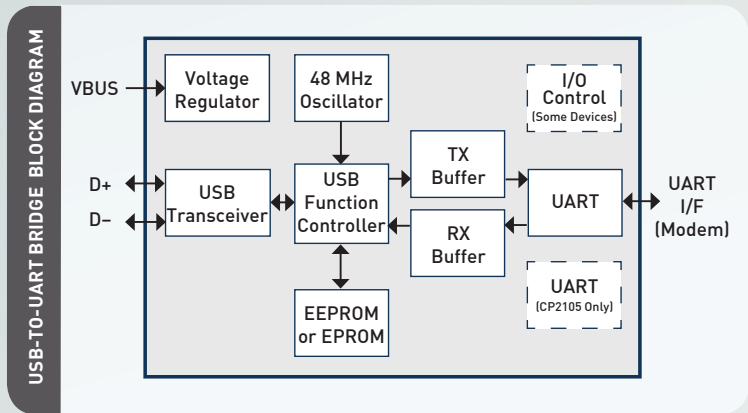 USB-TO-UART BRIDGE BLOCK DIAGRAM
VBUS
Voltage
Regulator
48 MHz
Oscillator
I/O
Control
(Some Devices)
TX
Buffer
D+
D–
USB
Transceiver
USB
Function
Controller
UART
UART
I/F
(Modem)
RX
Buffer
EEPROM
or EPROM
UART
(CP2105 Only)